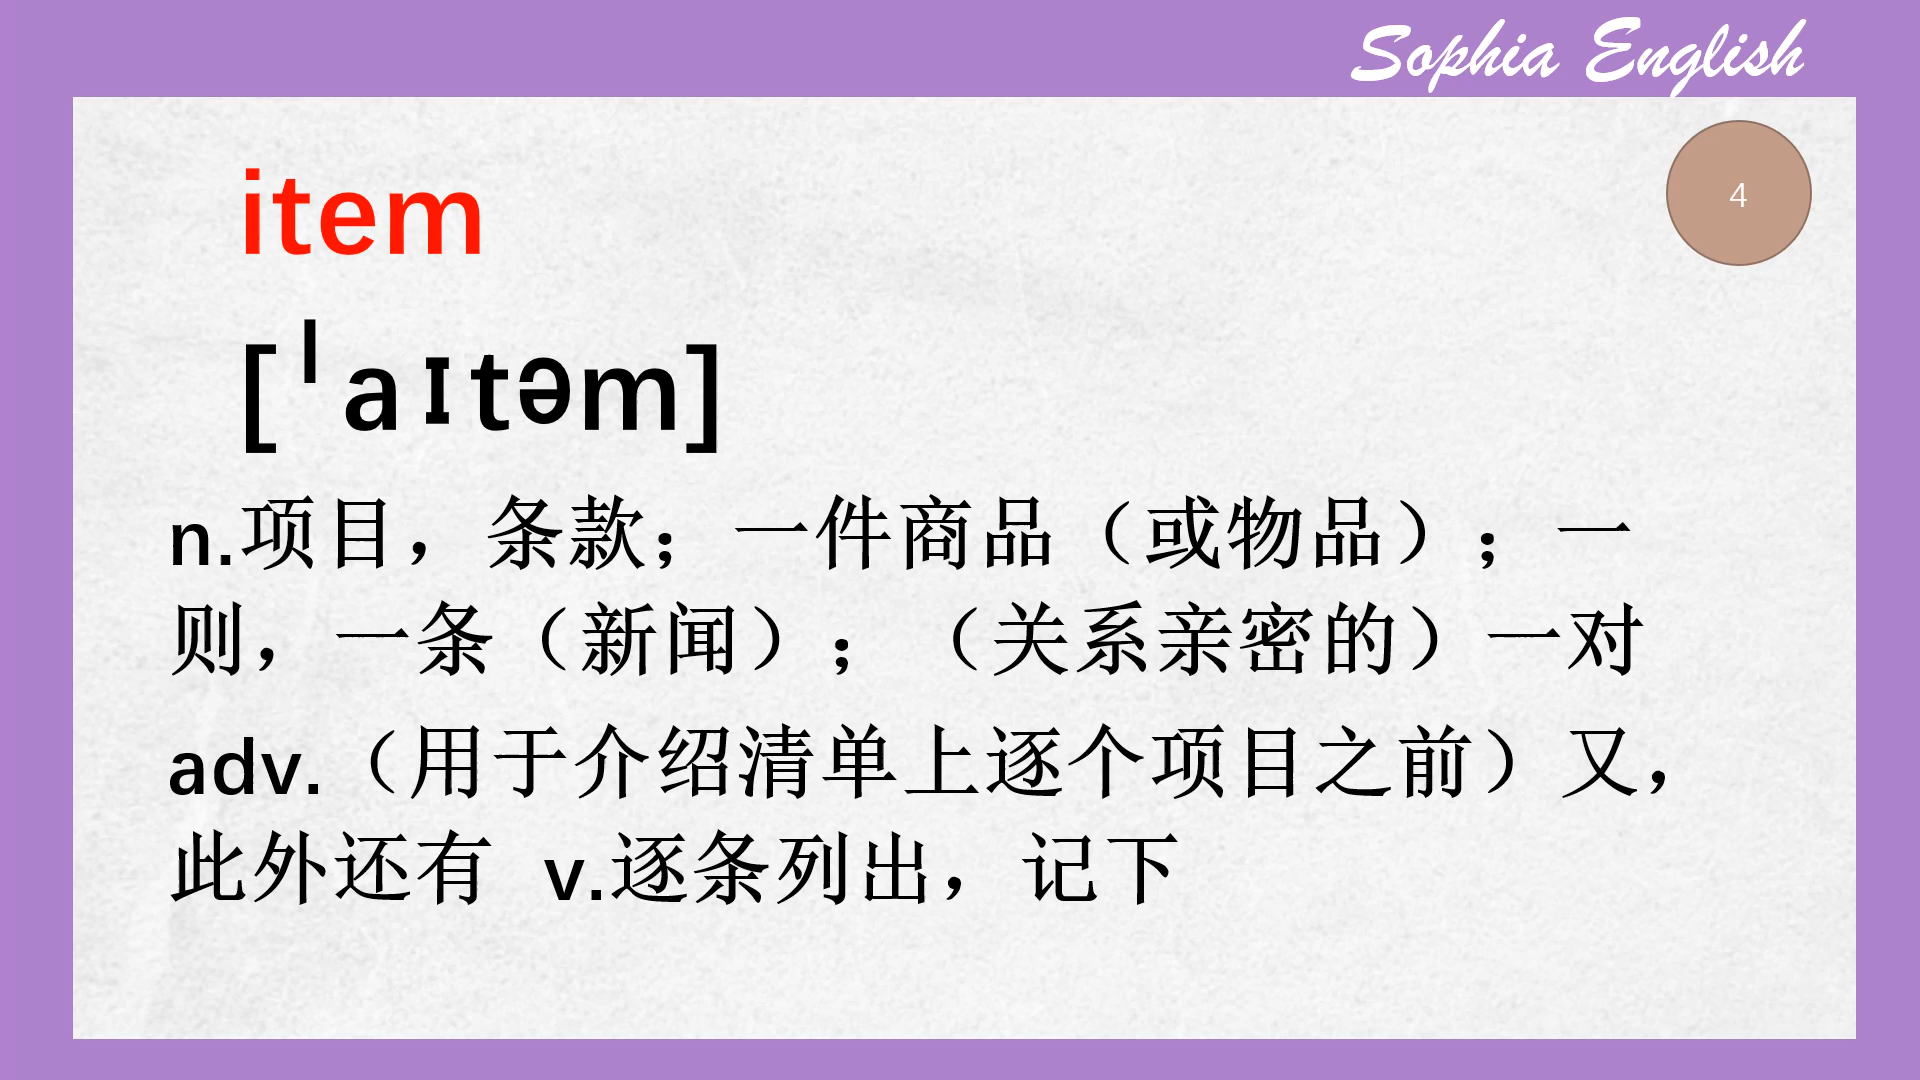 Sophia English
4
item
[ˈaɪtəm]
n.项目，条款；一件商品（或物品）；一
则，一条（新闻）；（关系亲密的）一对
adv.（用于介绍清单上逐个项目之前）又，
此外还有 v.逐条列出，记下